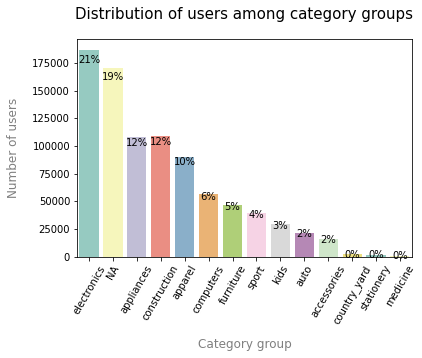 Distribution of users among category groups
Number of users
175000
150000
125000
100000
75000
50000
25000
0
21%
19%
12%
12%
10%
6%
5%
4%
3%
2%
2%
0%
0%
0%
electronics
NA
appliances
construction
apparel
computers
furniture
sport
kids
auto
accessories
country_yard
stationery
medicine
Category group